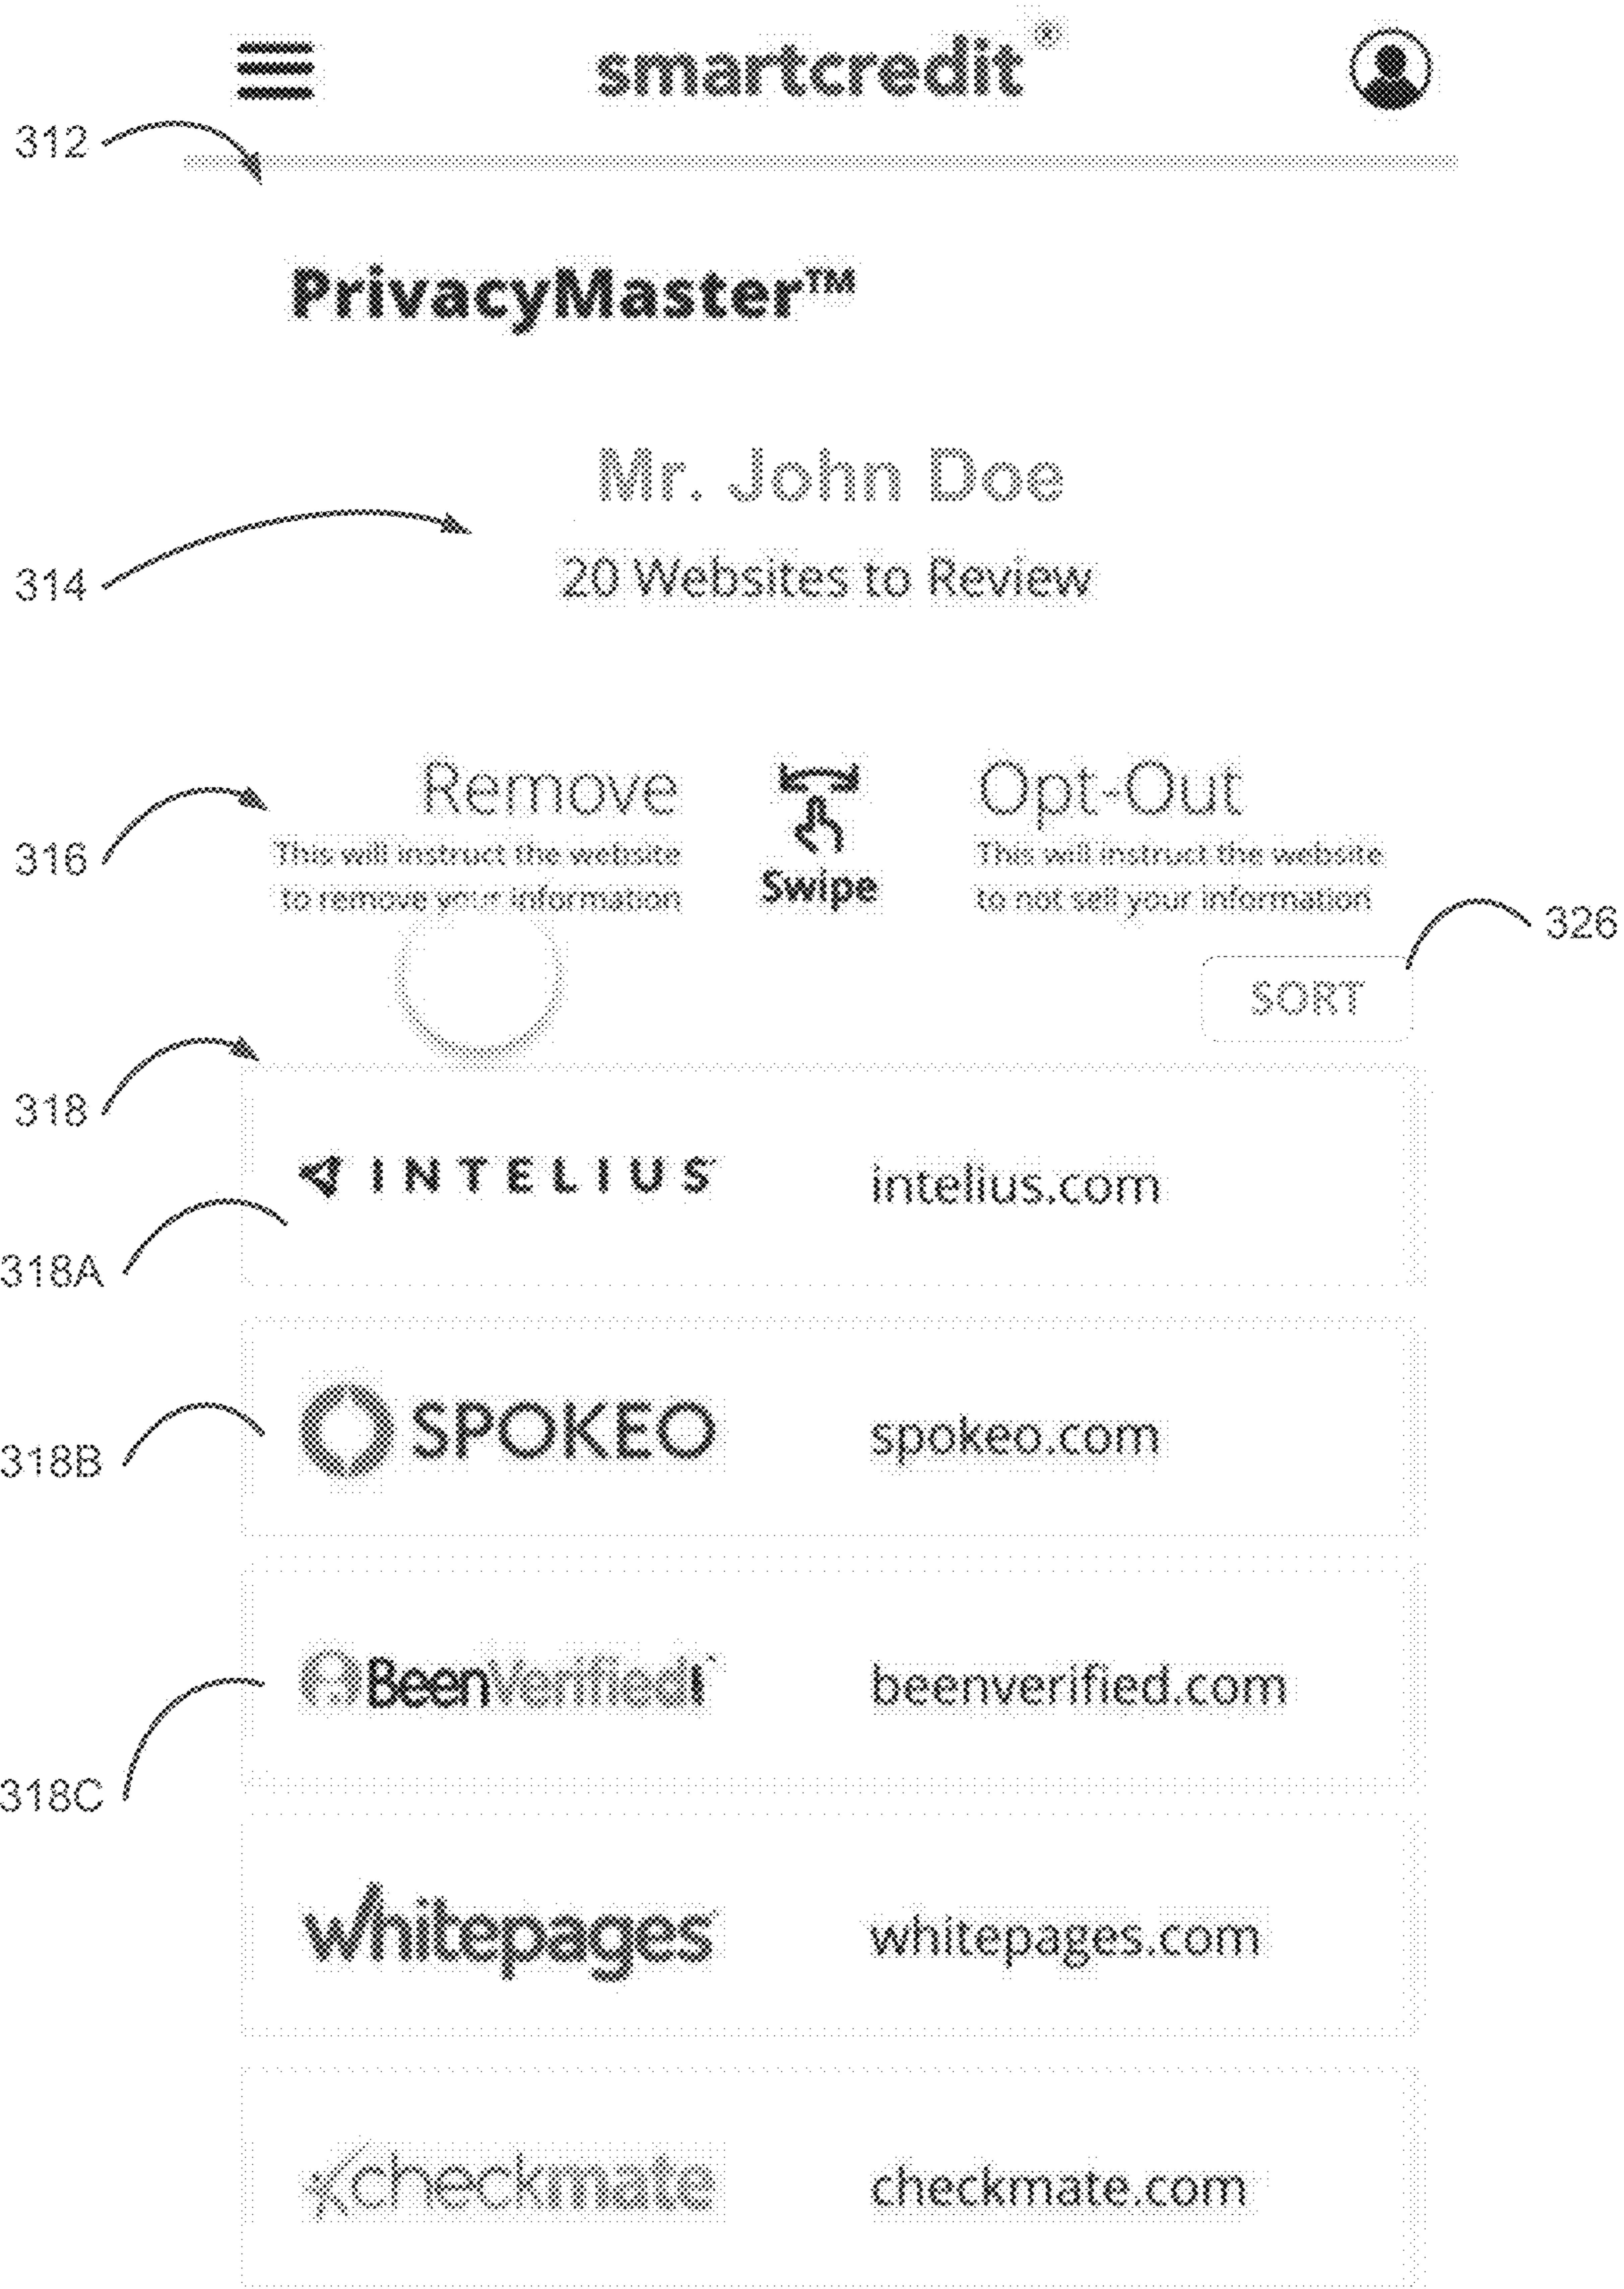 smartcredit®
312
PrivacyMaster™
Mr. John Doe
314
20 Websites to Review
Remove
Opt-Out
316
This will instruct the website
to remove your information
Swipe
This will instruct the website
to not sell your information
326
SORT
318
INTELIUS
intelius.com
318A
SPOKEO
spokeo.com
318B
BeenVerified
beenverified.com
318C
whitepages
whitepages.com
checkmate
checkmate.com